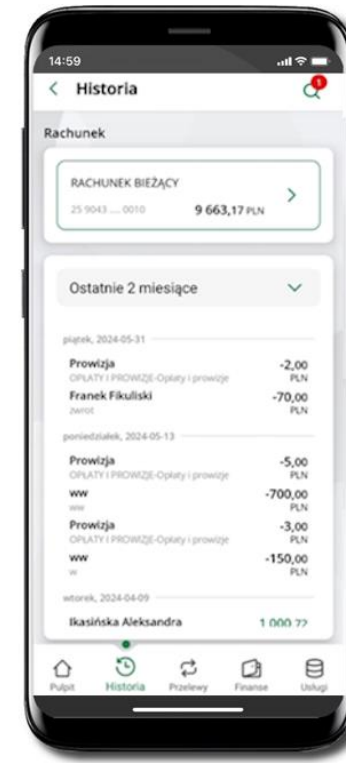 14:59
Historia
1
Rachunek
RACHUNEK BIEŻĄCY
25 9043 .... 0010 9 663,17 PLN
Ostatnie 2 miesiące
piątek, 2024-05-31
Prowizja -2,00
OPŁATY I PROWIZJE-Opłaty i prowizje PLN
Franek Fikuliski -70,00
zwrot PLN
poniedziałek, 2024-05-13
Prowizja -5,00
OPŁATY I PROWIZJE-Opłaty i prowizje PLN
ww -700,00
ww PLN
Prowizja -3,00
OPŁATY I PROWIZJE-Opłaty i prowizje PLN
ww -150,00
w PLN
wtorek, 2024-04-09
Ikasińska Aleksandra 1 000,72
Pulpit Historia Przelewy Finanse Usługi